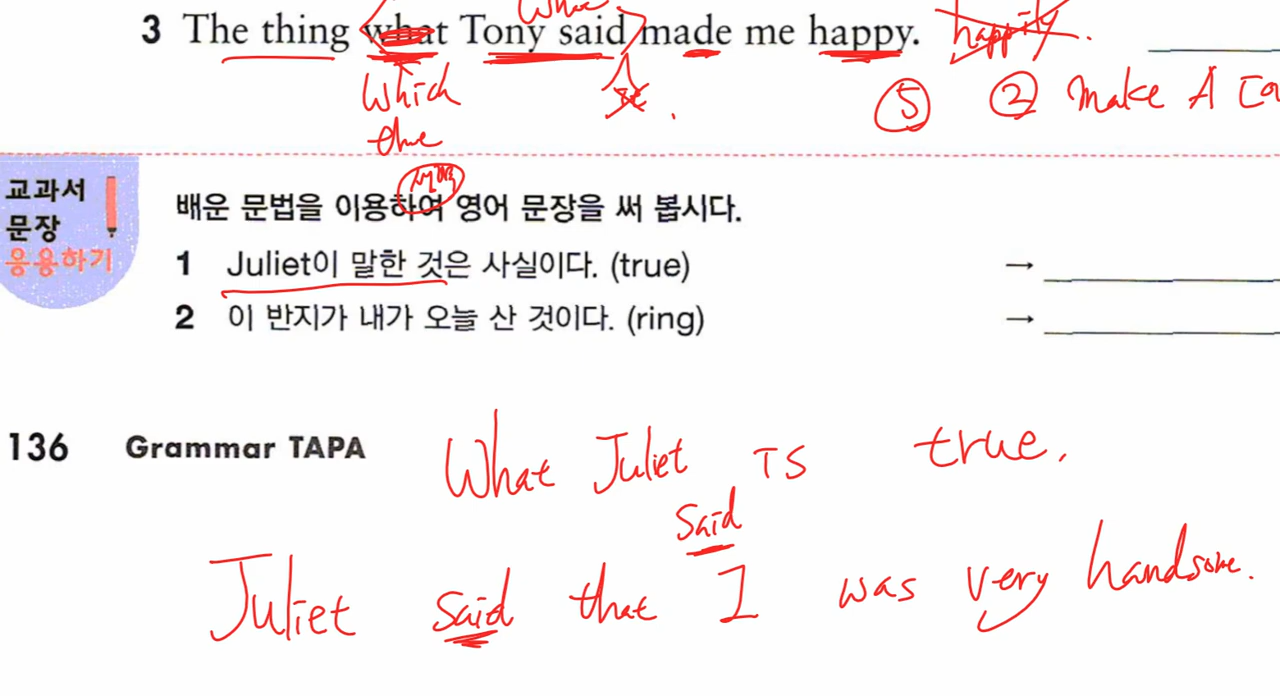 What
3 The thing what Tony said made me happy. happily.
which
⑤ ② make A
교과서
문장
응용하기
배운 문법을 이용하여 영어 문장을 써 봅시다.
1 Juliet이 말한 것은 사실이다. (true) →
2 이 반지가 내가 오늘 산 것이다. (ring) →
136 Grammar TAPA
What Juliet is true.
said
Juliet said that I was very handsome.